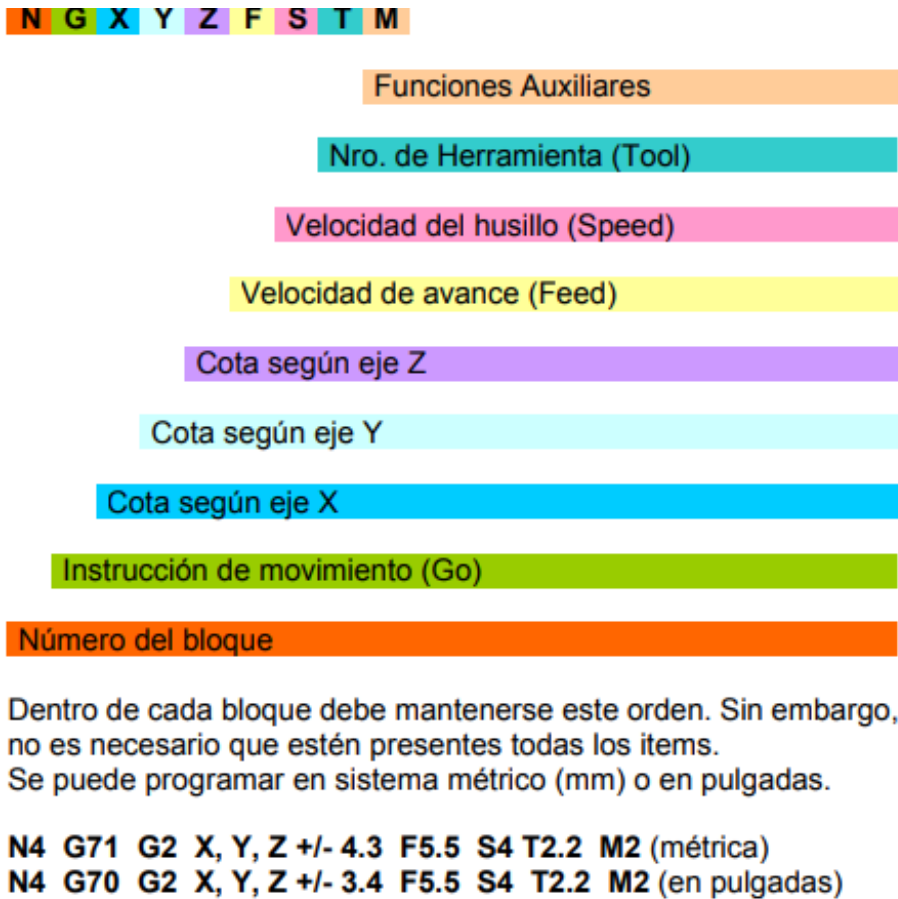 N G X Y Z F S T M
Funciones Auxiliares
Nro. de Herramienta (Tool)
Velocidad del husillo (Speed)
Velocidad de avance (Feed)
Cota según eje Z
Cota según eje Y
Cota según eje X
Instrucción de movimiento (Go)
Número del bloque
Dentro de cada bloque debe mantenerse este orden. Sin embargo,
no es necesario que estén presentes todas los items.
Se puede programar en sistema métrico (mm) o en pulgadas.
N4 G71 G2 X, Y, Z +/- 4.3 F5.5 S4 T2.2 M2 (métrica)
N4 G70 G2 X, Y, Z +/- 3.4 F5.5 S4 T2.2 M2 (en pulgadas)